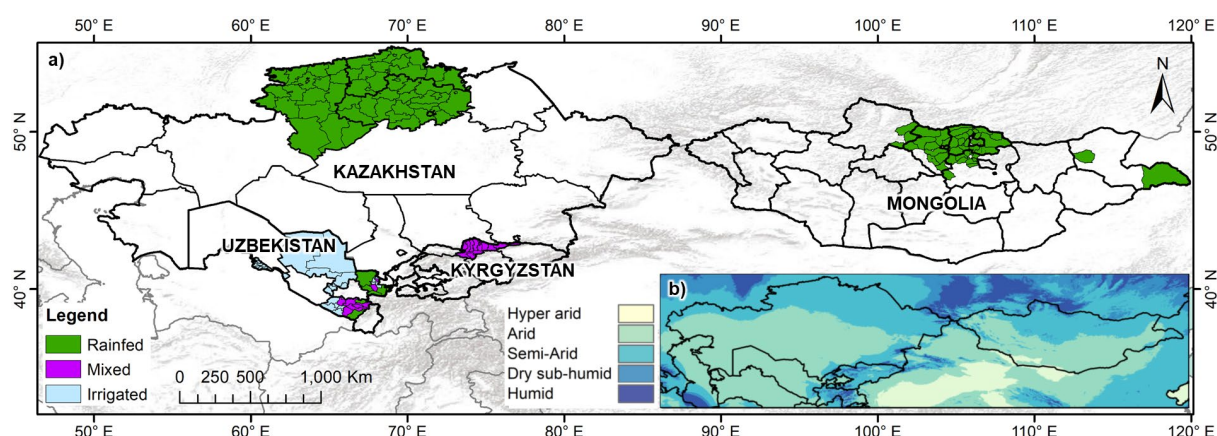 50° E 60° E 70° E 80° E 90° E 100° E 110° E 120° E
a)
N
50° N
50° N
KAZAKHSTAN
MONGOLIA
UZBEKISTAN
KYRGYZSTAN
40° N
40° N
Legend
Rainfed
Mixed
Irrigated
0 250 500 1,000 Km
Hyper arid
Arid
Semi-Arid
Dry sub-humid
Humid
b)
50° E 60° E 70° E 80° E 90° E 100° E 110° E 120° E